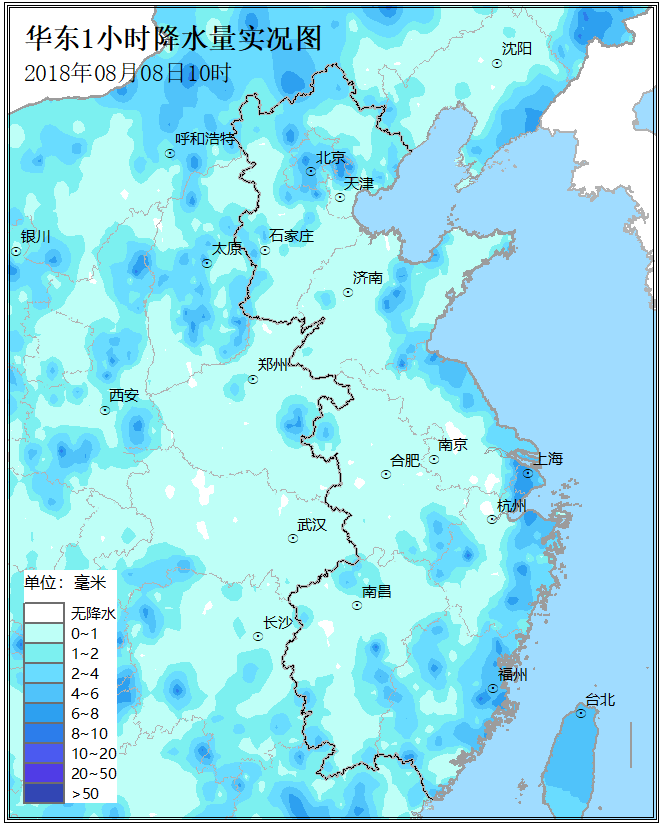 华东1小时降水量实况图
2018年08月08日10时
沈阳
呼和浩特
北京
天津
银川
太原
石家庄
济南
郑州
西安
南京
合肥
上海
杭州
武汉
南昌
长沙
福州
台北
单位：毫米
无降水
0~1
1~2
2~4
4~6
6~8
8~10
10~20
20~50
>50